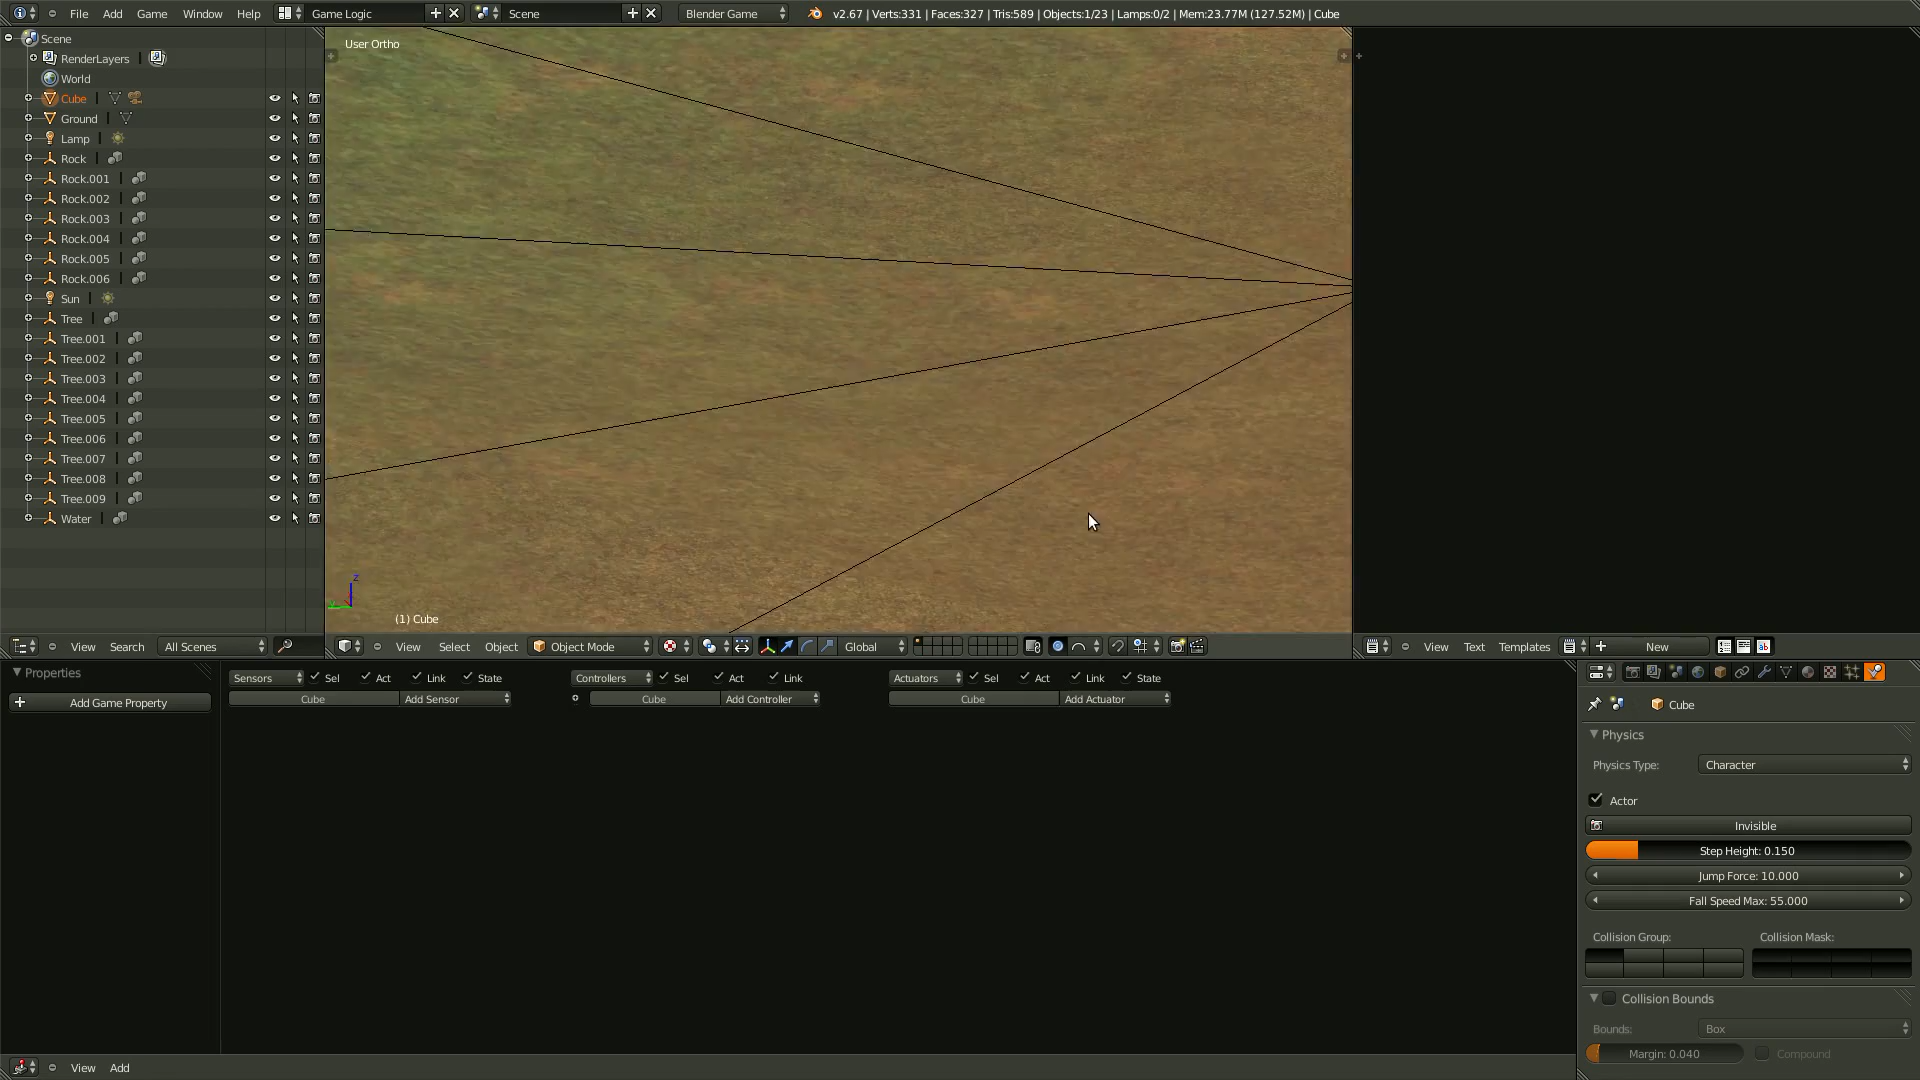 File Add Game Window Help Game Logic Scene Blender Game v2.67 | Verts:331 | Faces:327 | Tris:589 | Objects:1/23 | Lamps:0/2 | Mem:23.77M (127.52M) | Cube
Scene
RenderLayers
World
Cube
Ground
Lamp
Rock
Rock.001
Rock.002
Rock.003
Rock.004
Rock.005
Rock.006
Sun
Tree
Tree.001
Tree.002
Tree.003
Tree.004
Tree.005
Tree.006
Tree.007
Tree.008
Tree.009
Water
View Search All Scenes
User Ortho
z
y
(1) Cube
View Select Object Object Mode Global
View Text Templates New
Properties
Add Game Property
Sensors Sel Act Link State
Cube Add Sensor
Controllers Sel Act Link
Cube Add Controller
Actuators Sel Act Link State
Cube Add Actuator
View Add
Cube
Physics
Physics Type: Character
Actor
Invisible
Step Height: 0.150
Jump Force: 10.000
Fall Speed Max: 55.000
Collision Group: Collision Mask:
Collision Bounds
Bounds: Box
Margin: 0.040 Compound